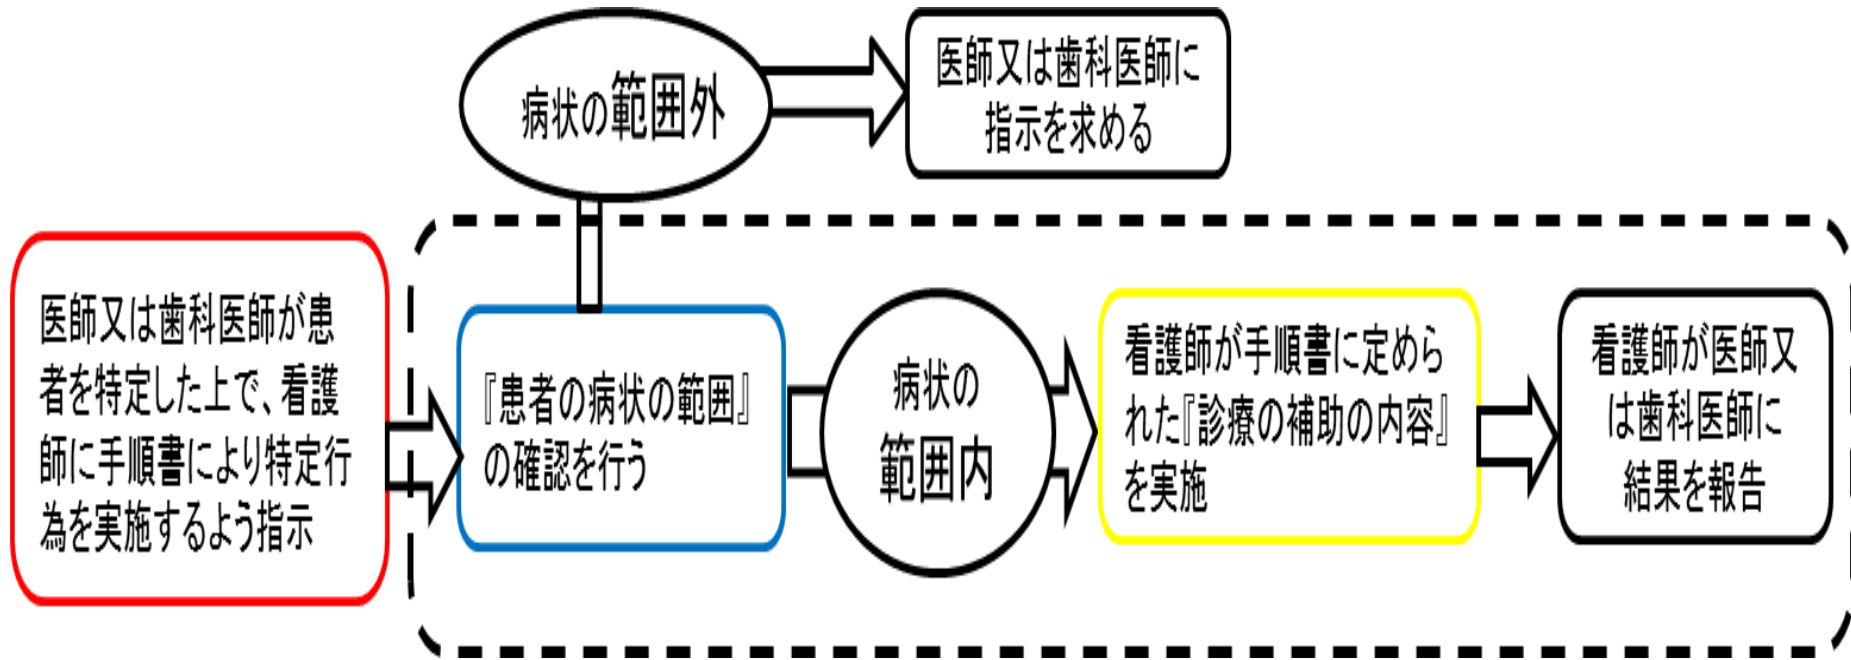 病状の範囲外
医師又は歯科医師に
指示を求める
医師又は歯科医師が患
者を特定した上で、看護
師に手順書により特定行
為を実施するよう指示
『患者の病状の範囲』
の確認を行う
病状の
範囲内
看護師が手順書に定めら
れた『診療の補助の内容』
を実施
看護師が医師又
は歯科医師に
結果を報告